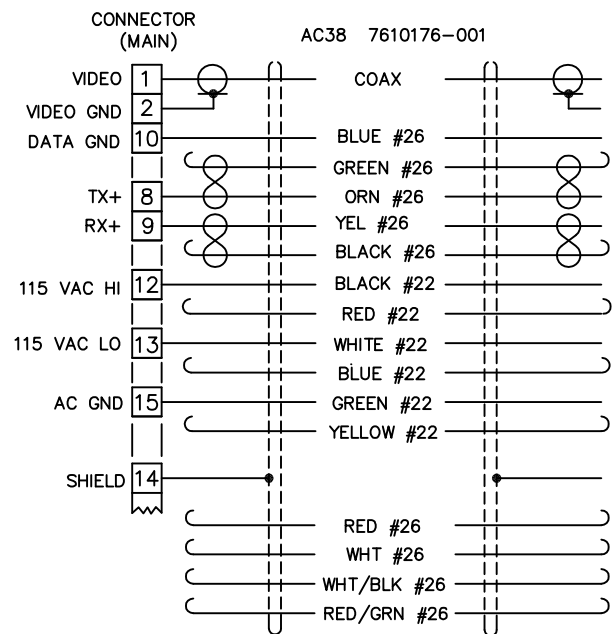 CONNECTOR
(MAIN)
AC38 7610176-001
VIDEO 1 COAX
VIDEO GND 2
DATA GND 10 BLUE #26
GREEN #26
TX+ 8 ORN #26
RX+ 9 YEL #26
BLACK #26
115 VAC HI 12 BLACK #22
RED #22
115 VAC LO 13 WHITE #22
BLUE #22
AC GND 15 GREEN #22
YELLOW #22
SHIELD 14
RED #26
WHT #26
WHT/BLK #26
RED/GRN #26